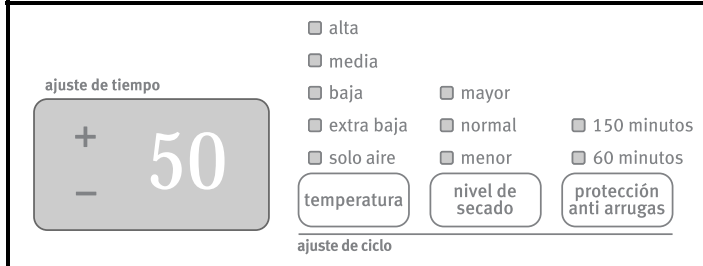 ajuste de tiempo
+
50
−
alta
media
baja
extra baja
solo aire
temperatura
mayor
normal
menor
nivel de
secado
150 minutos
60 minutos
protección
anti arrugas
ajuste de ciclo